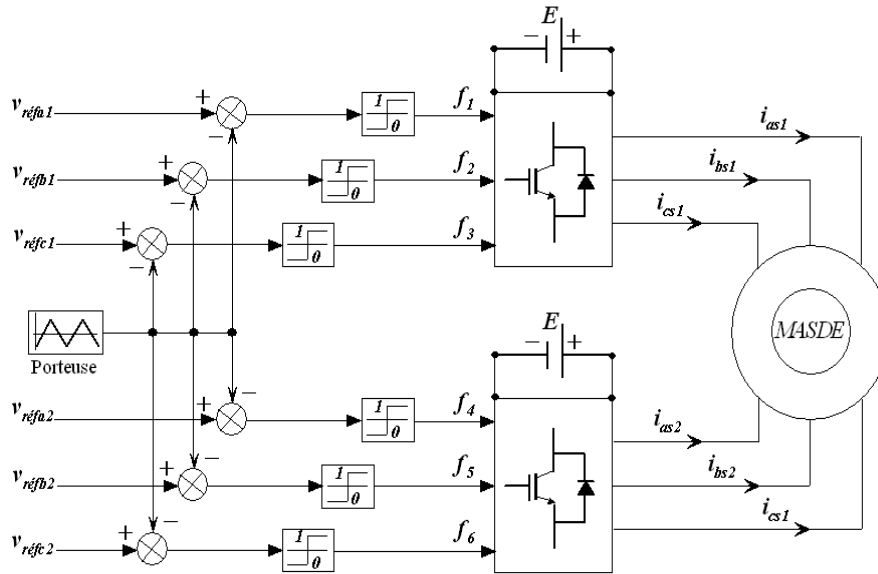 E
− +
v_réfa1 + − 1 0 f_1 i_as1
v_réfb1 + − 1 0 f_2 i_bs1
v_réfc1 + − 1 0 f_3 i_cs1
MASDE
Porteuse
E
− +
v_réfa2 + − 1 0 f_4 i_as2
v_réfb2 + − 1 0 f_5 i_bs2
v_réfc2 + − 1 0 f_6 i_cs1